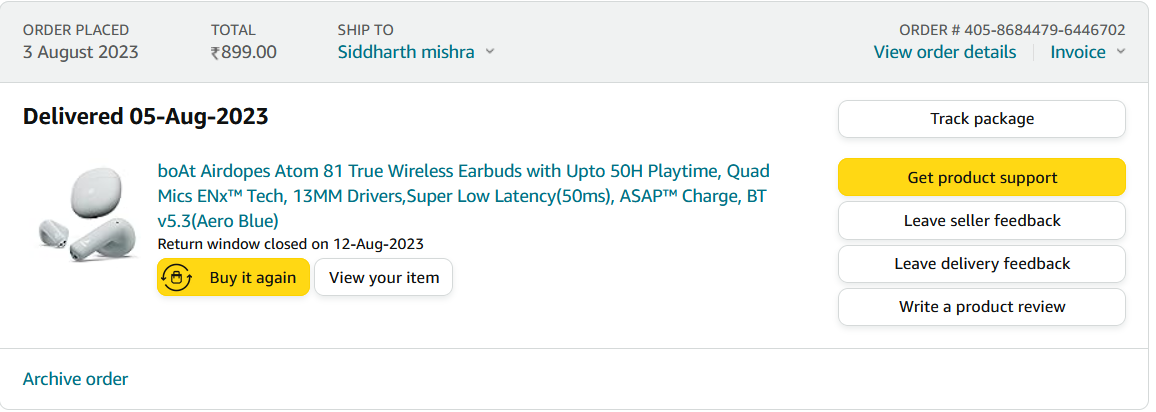 ORDER PLACED
3 August 2023
TOTAL
₹899.00
SHIP TO
Siddharth mishra
ORDER # 405-8684479-6446702
View order details
Invoice
Delivered 05-Aug-2023
Track package
boAt Airdopes Atom 81 True Wireless Earbuds with Upto 50H Playtime, Quad
Mics ENx™ Tech, 13MM Drivers,Super Low Latency(50ms), ASAP™ Charge, BT
v5.3(Aero Blue)
Return window closed on 12-Aug-2023
Buy it again
View your item
Get product support
Leave seller feedback
Leave delivery feedback
Write a product review
Archive order